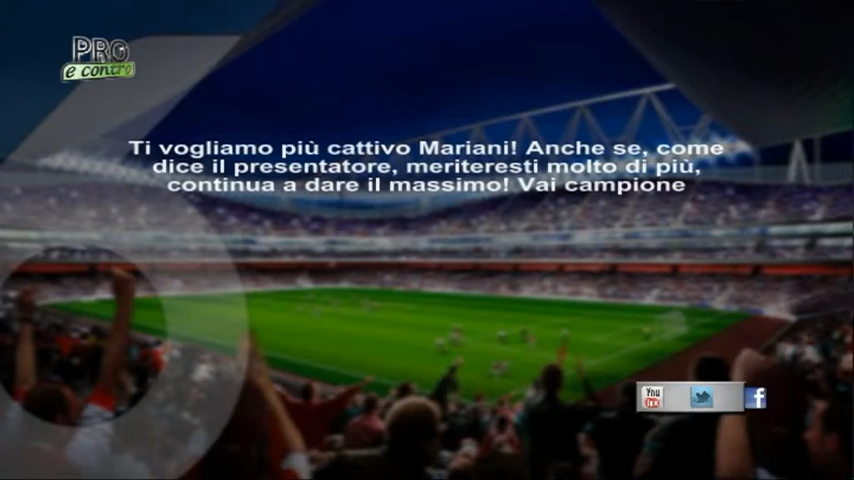 PRO
e contro
Ti vogliamo più cattivo Mariani! Anche se, come
dice il presentatore, meriteresti molto di più,
continua a dare il massimo! Vai campione
You
f